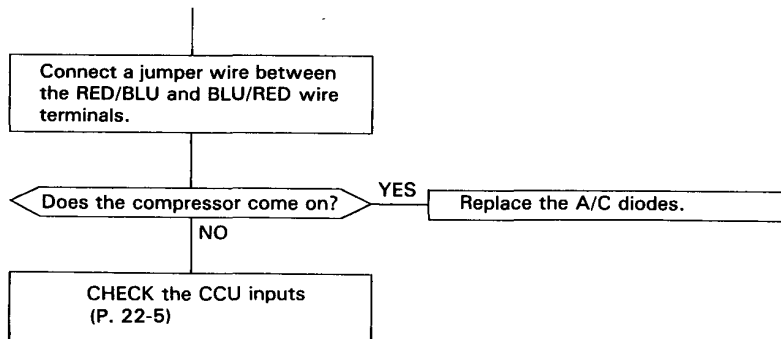 Connect a jumper wire between
the RED/BLU and BLU/RED wire
terminals.
Does the compressor come on?
YES
Replace the A/C diodes.
NO
CHECK the CCU inputs
(P. 22-5)